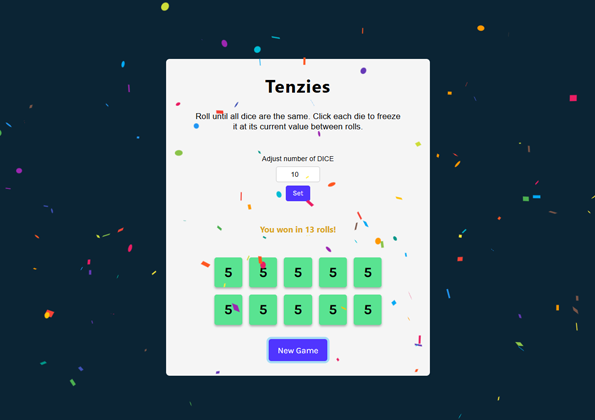 Tenzies
Roll until all dice are the same. Click each die to freeze
it at its current value between rolls.
Adjust number of DICE
10
Set
You won in 13 rolls!
5 5 5 5 5
5 5 5 5 5
New Game